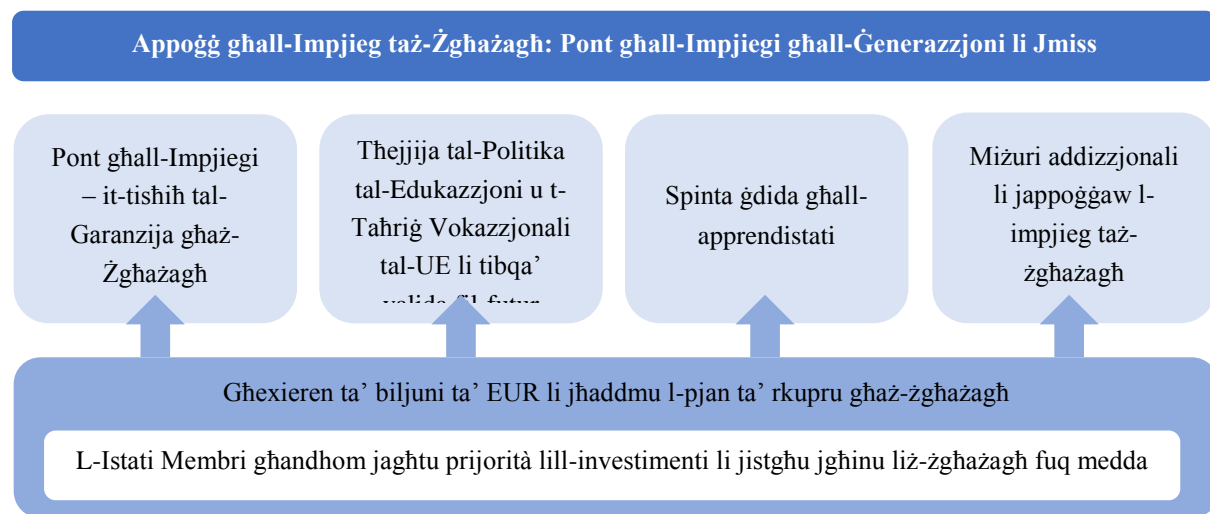 Appoġġ għall-Impjieg taż-Żgħażagħ: Pont għall-Impjiegi għall-Ġenerazzjoni li Jmiss
Pont għall-Impjiegi
– it-tisħiħ tal-
Garanzija għaż-
Żgħażagħ
Tħejjija tal-Politika
tal-Edukazzjoni u t-
Taħriġ Vokazzjonali
tal-UE li tibqa’
valida fil-futur
Spinta ġdida għall-
apprendistati
Miżuri addizzjonali
li jappoġġaw l-
impjieg taż-
żgħażagħ
Għexieren ta’ biljuni ta’ EUR li jħaddmu l-pjan ta’ rkupru għaż-żgħażagħ
L-Istati Membri għandhom jagħtu prijorità lill-investimenti li jistgħu jgħinu liż-żgħażagħ fuq medda